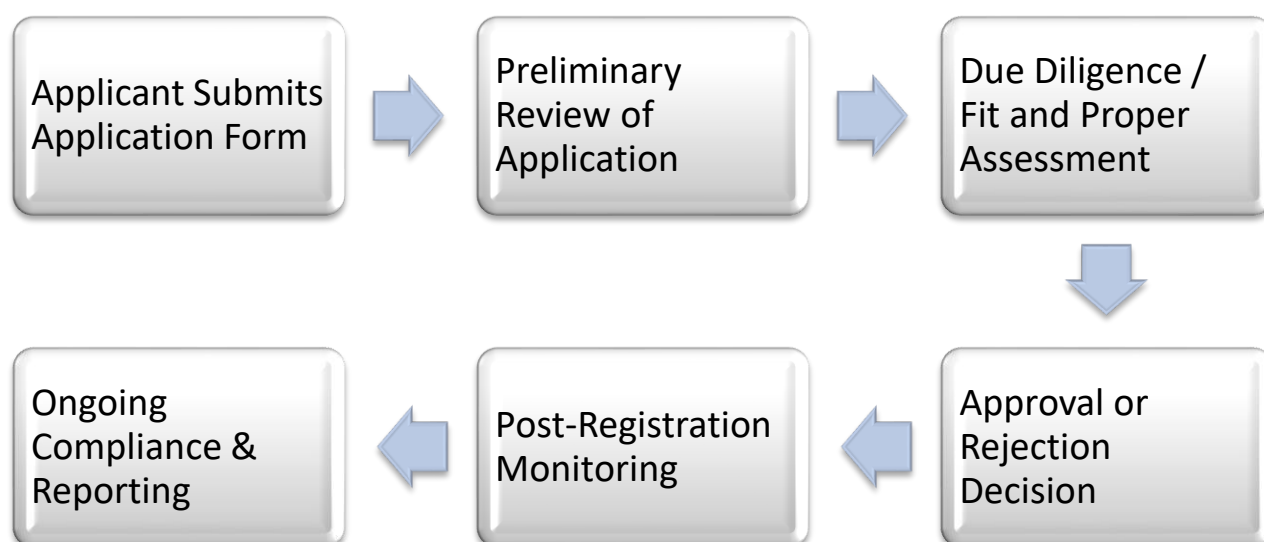 Applicant Submits
Application Form
Preliminary
Review of
Application
Due Diligence /
Fit and Proper
Assessment
Approval or
Rejection
Decision
Post-Registration
Monitoring
Ongoing
Compliance &
Reporting